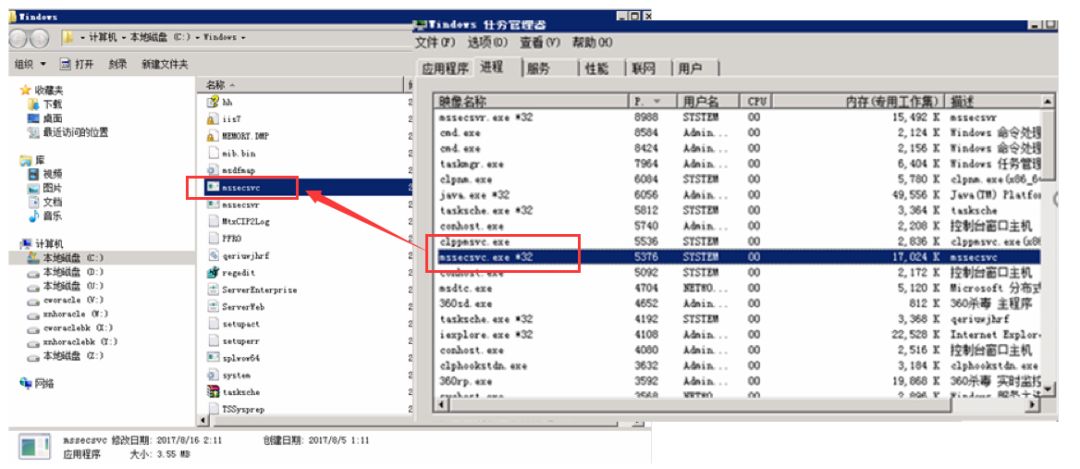 Windows
计算机 本地磁盘 (C:) Windows
组织 打开 刻录 新建文件夹
收藏夹
下载
桌面
最近访问的位置
库
视频
图片
文档
音乐
计算机
本地磁盘 (C:)
本地磁盘 (D:)
本地磁盘 (U:)
cworacle (V:)
xnhoracle (W:)
cworaclebk (X:)
xnhoraclebk (Y:)
本地磁盘 (Z:)
网络
名称
hh
iis7
MEMORY.DMP
mib.bin
msdfmap
mssecsvc
mssecsvr
MtxCIP2Log
PFRO
qeriuwjhrf
regedit
ServerEnterprise
ServerWeb
setupact
setuperr
splwow64
system
tasksche
TSSysprep
mssecsvc 修改日期: 2017/8/16 2:11 创建日期: 2017/8/5 1:11
应用程序 大小: 3.55 MB
Windows 任务管理器
文件(F) 选项(O) 查看(V) 帮助(H)
应用程序 进程 服务 性能 联网 用户
映像名称 P. 用户名 CPU 内存(专用工作集) 描述
mssecsvr.exe *32 8988 SYSTEM 00 15,492 K mssecsvr
cmd.exe 8584 Admin... 00 2,124 K Windows 命令处理
cmd.exe 8424 Admin... 00 2,156 K Windows 命令处理
taskmgr.exe 7964 Admin... 00 6,404 K Windows 任务管理
clpnm.exe 6084 SYSTEM 00 5,780 K clpnm.exe(x86_6
java.exe *32 6056 Admin... 00 49,556 K Java(TM) Platfo
tasksche.exe *32 5812 SYSTEM 00 3,364 K tasksche
conhost.exe 5740 Admin... 00 2,208 K 控制台窗口主机
clppmsvc.exe 5536 SYSTEM 00 2,836 K clppmsvc.exe(x8
mssecsvc.exe *32 5376 SYSTEM 00 17,024 K mssecsvc
conhost.exe 5092 SYSTEM 00 2,172 K 控制台窗口主机
msdtc.exe 4704 NETWO... 00 5,120 K Microsoft 分布式
360sd.exe 4652 Admin... 00 812 K 360杀毒 主程序
tasksche.exe *32 4192 SYSTEM 00 3,368 K qeriuwjhrf
iexplore.exe *32 4108 Admin... 00 22,528 K Internet Explor
conhost.exe 4080 Admin... 00 2,516 K 控制台窗口主机
clphookstdn.exe 3632 Admin... 00 3,184 K clphookstdn.exe
360rp.exe 3592 Admin... 00 19,868 K 360杀毒 实时监控
svchost.exe 3568 NETWO... 00 2,896 K Windows 服务主进